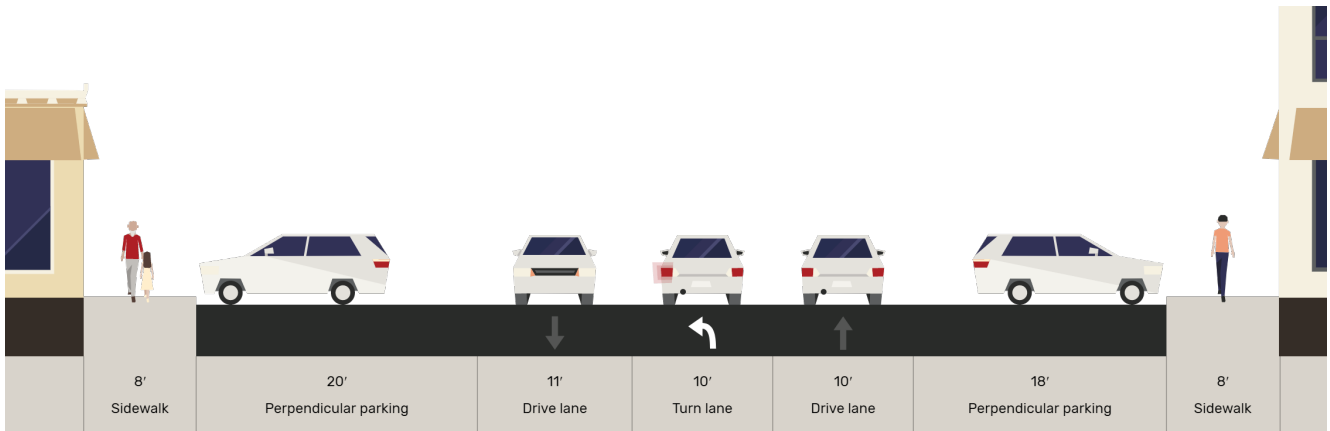 8′
Sidewalk
20′
Perpendicular parking
11′
Drive lane
10′
Turn lane
10′
Drive lane
18′
Perpendicular parking
8′
Sidewalk